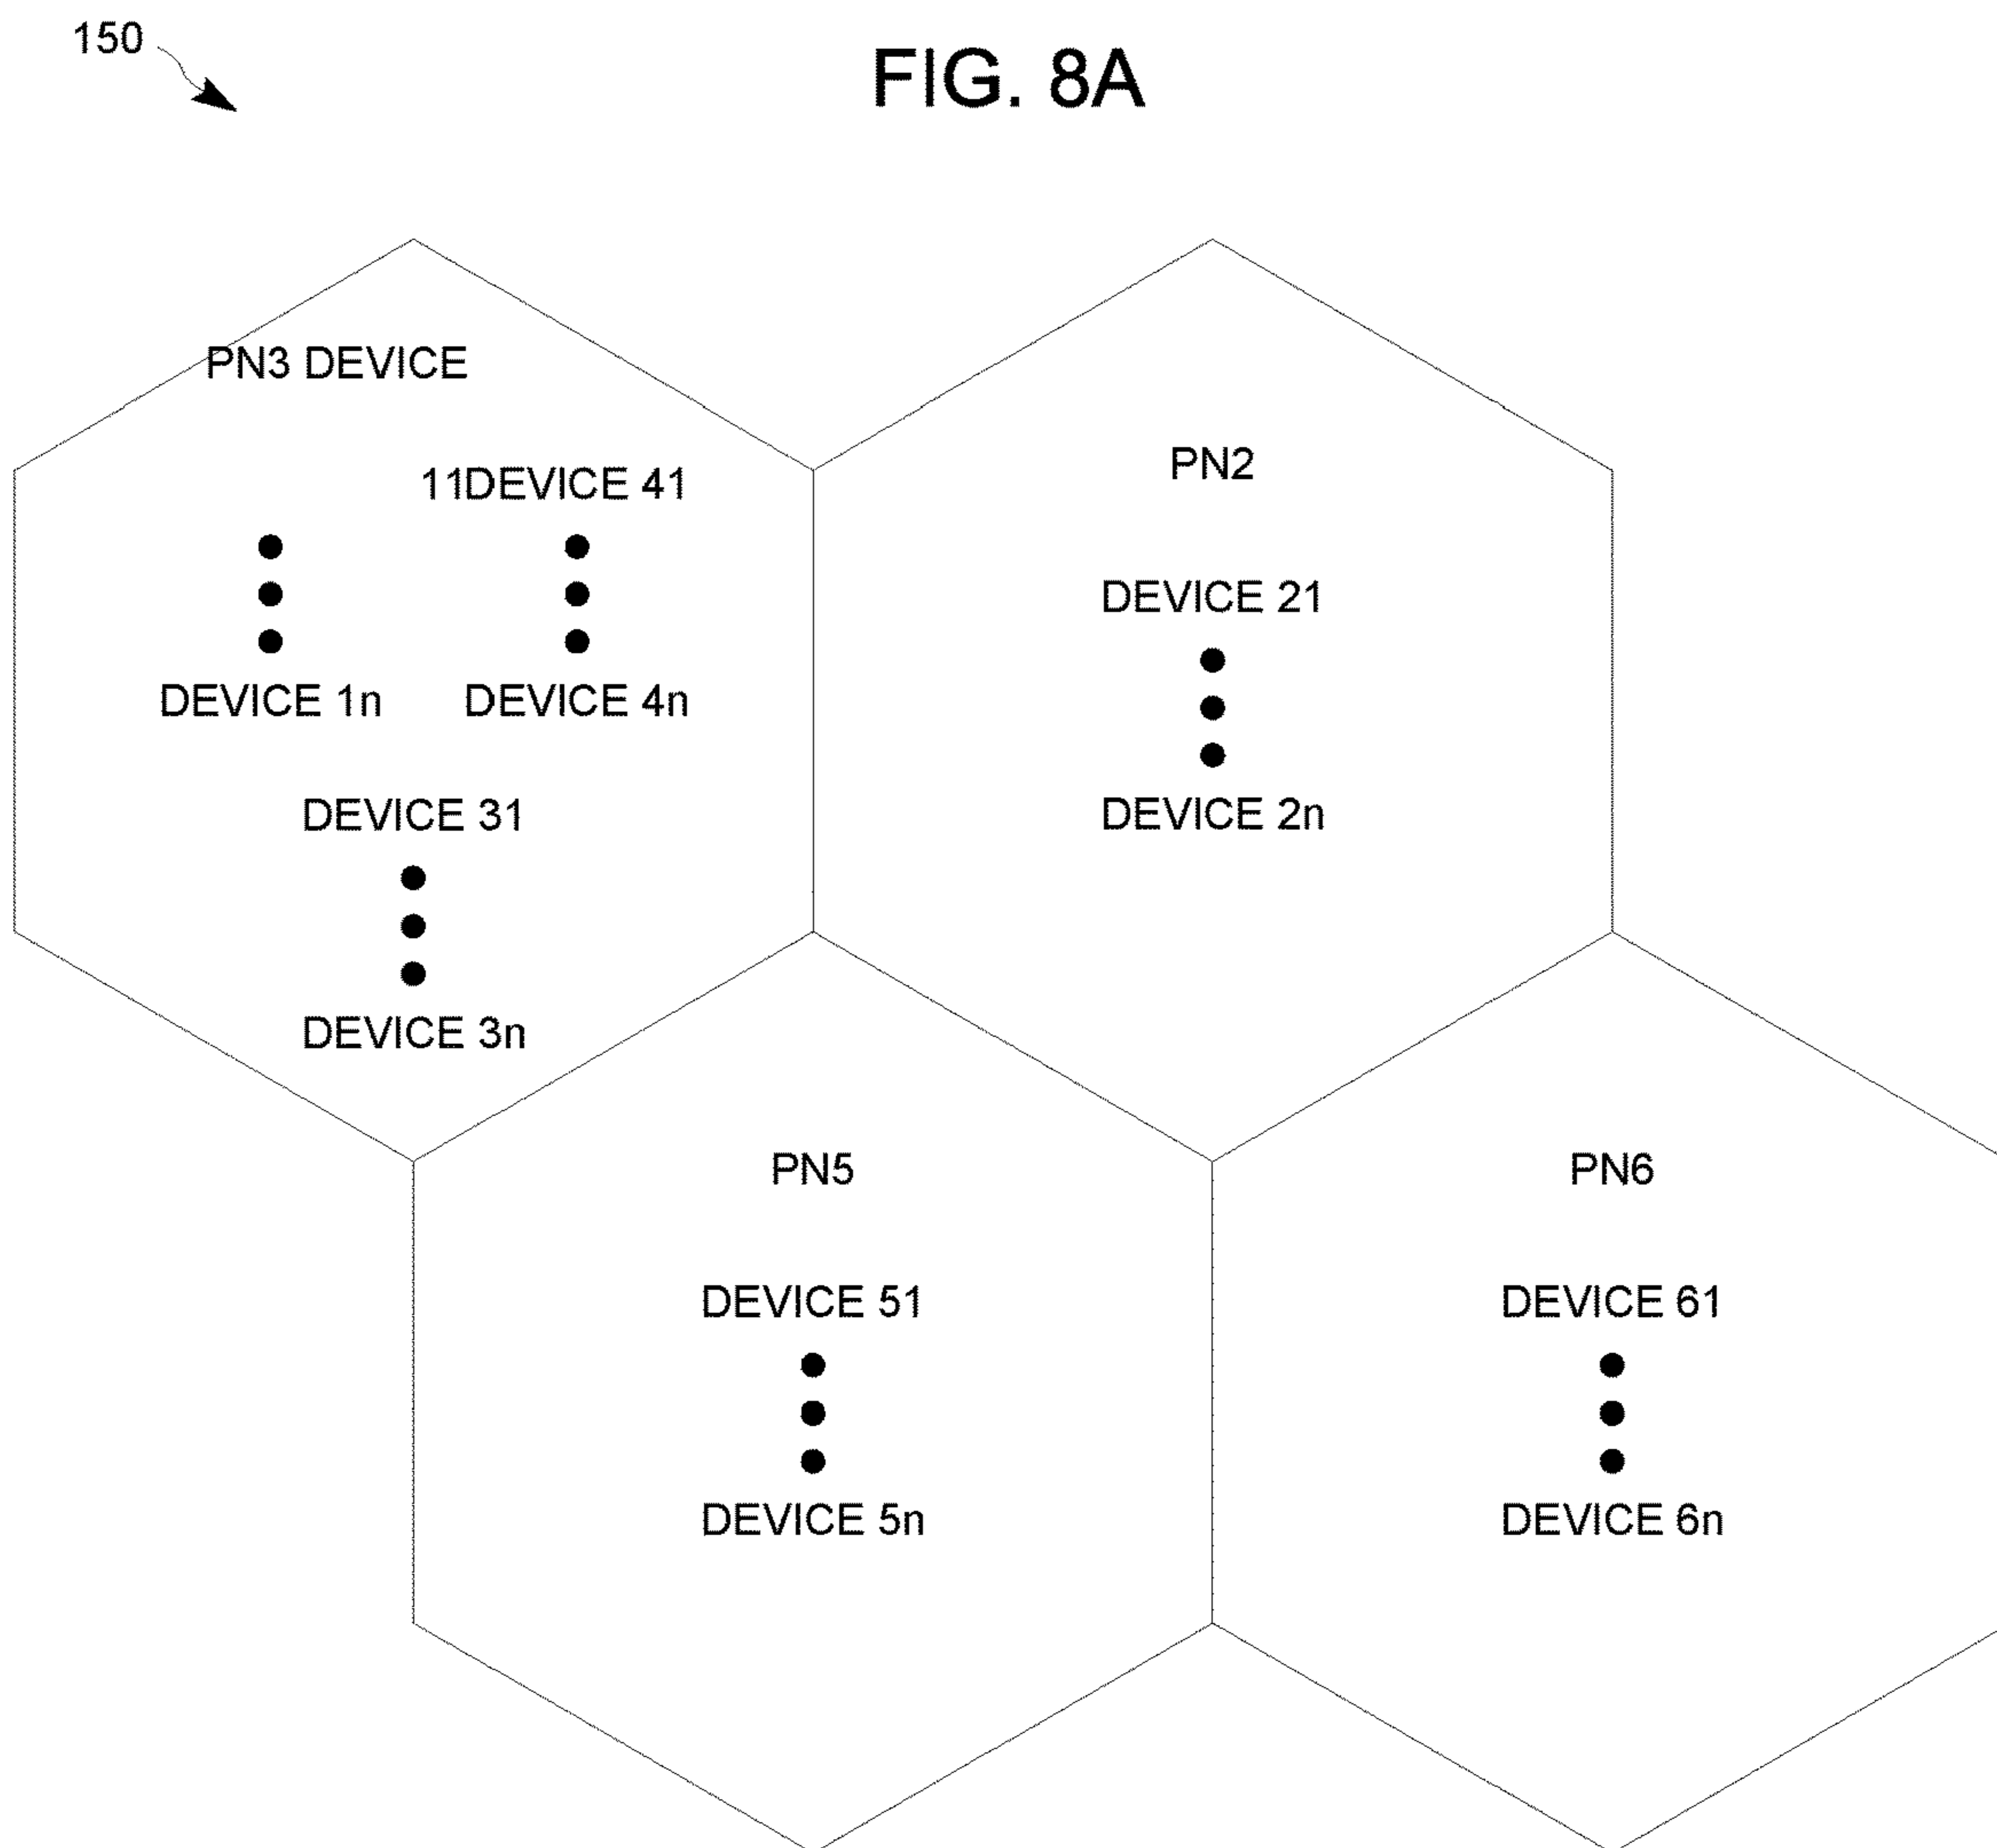 150
FIG. 8A
PN3 DEVICE
11DEVICE 41
DEVICE 1n DEVICE 4n
DEVICE 31
DEVICE 3n
PN2
DEVICE 21
DEVICE 2n
PN5
DEVICE 51
DEVICE 5n
PN6
DEVICE 61
DEVICE 6n